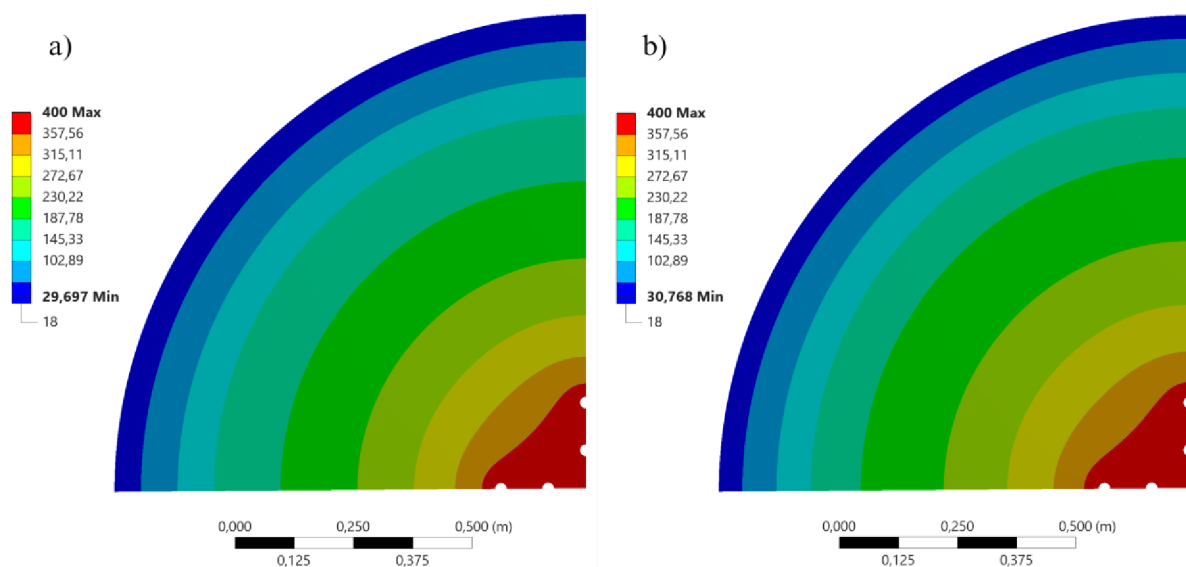 a)
400 Max
357,56
315,11
272,67
230,22
187,78
145,33
102,89
29,697 Min
18
0,000 0,250 0,500 (m)
0,125 0,375
b)
400 Max
357,56
315,11
272,67
230,22
187,78
145,33
102,89
30,768 Min
18
0,000 0,250 0,500 (m)
0,125 0,375